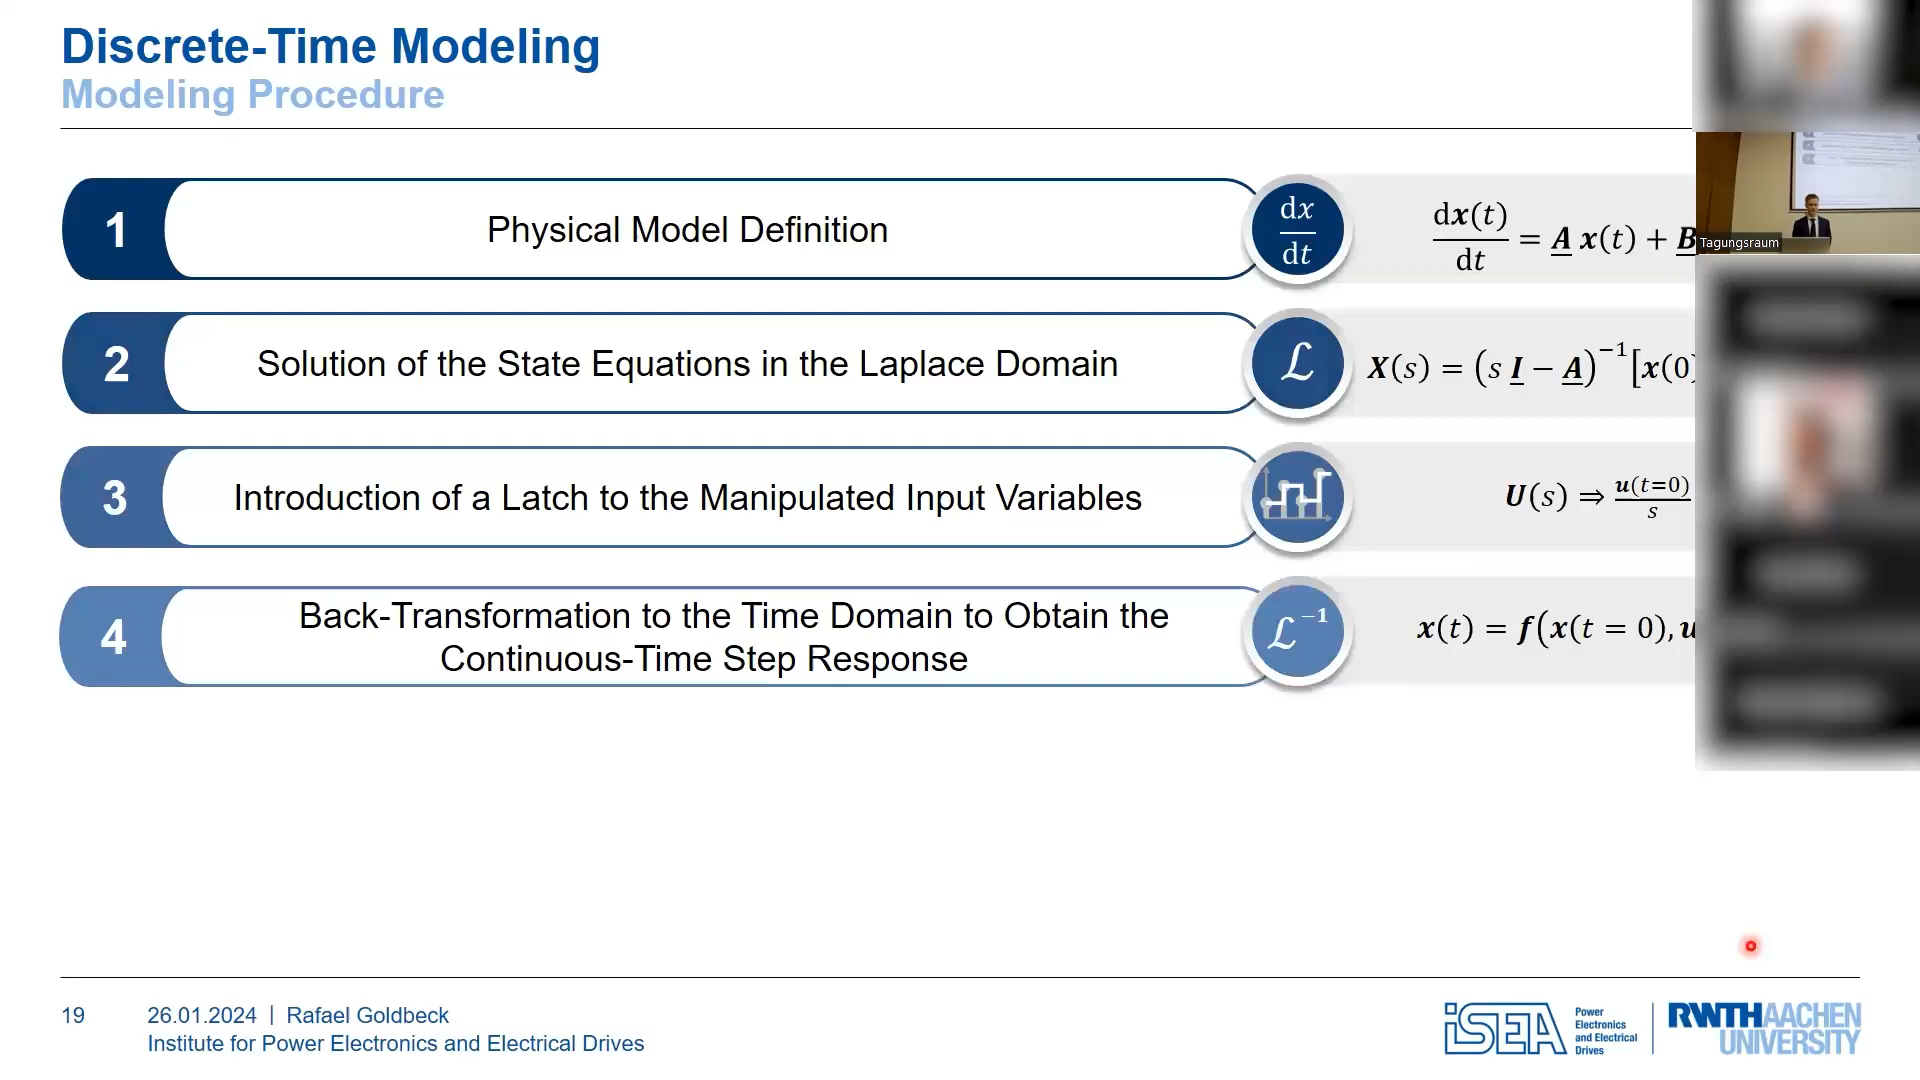 Discrete-Time Modeling
Modeling Procedure
1
Physical Model Definition
dx/dt
d𝒙(t)/dt = A 𝒙(t) + B
2
Solution of the State Equations in the Laplace Domain
ℒ
𝑿(s) = (s I − A)⁻¹[𝒙(0)
3
Introduction of a Latch to the Manipulated Input Variables
𝑼(s) ⇒ 𝒖(t=0)/s
4
Back-Transformation to the Time Domain to Obtain the
Continuous-Time Step Response
ℒ⁻¹
𝒙(t) = 𝒇(𝒙(t = 0), 𝒖
Tagungsraum
19
26.01.2024 | Rafael Goldbeck
Institute for Power Electronics and Electrical Drives
iSEA
Power
Electronics
and Electrical
Drives
RWTHAACHEN
UNIVERSITY